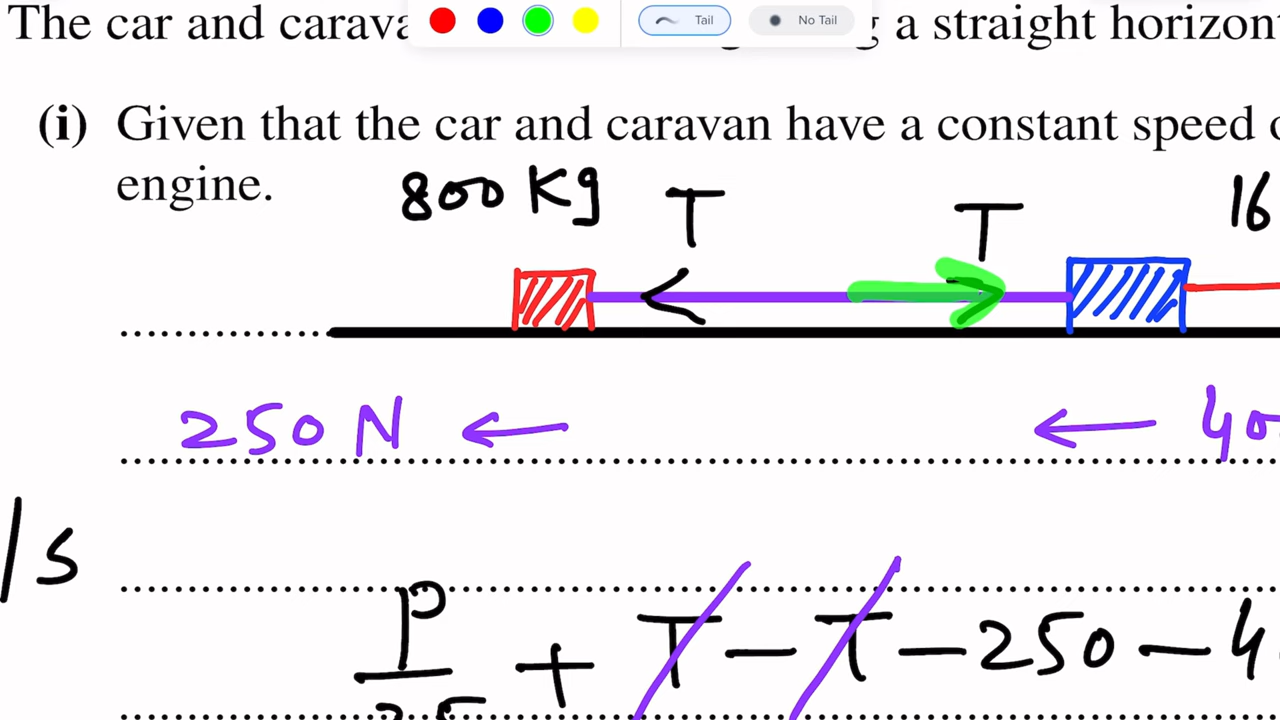 The car and carava
Tail
No Tail
g a straight horizon
(i) Given that the car and caravan have a constant speed
engine.
800 Kg
T
T
16
250 N ←
← 40
/s
P + T - T - 250 - 4